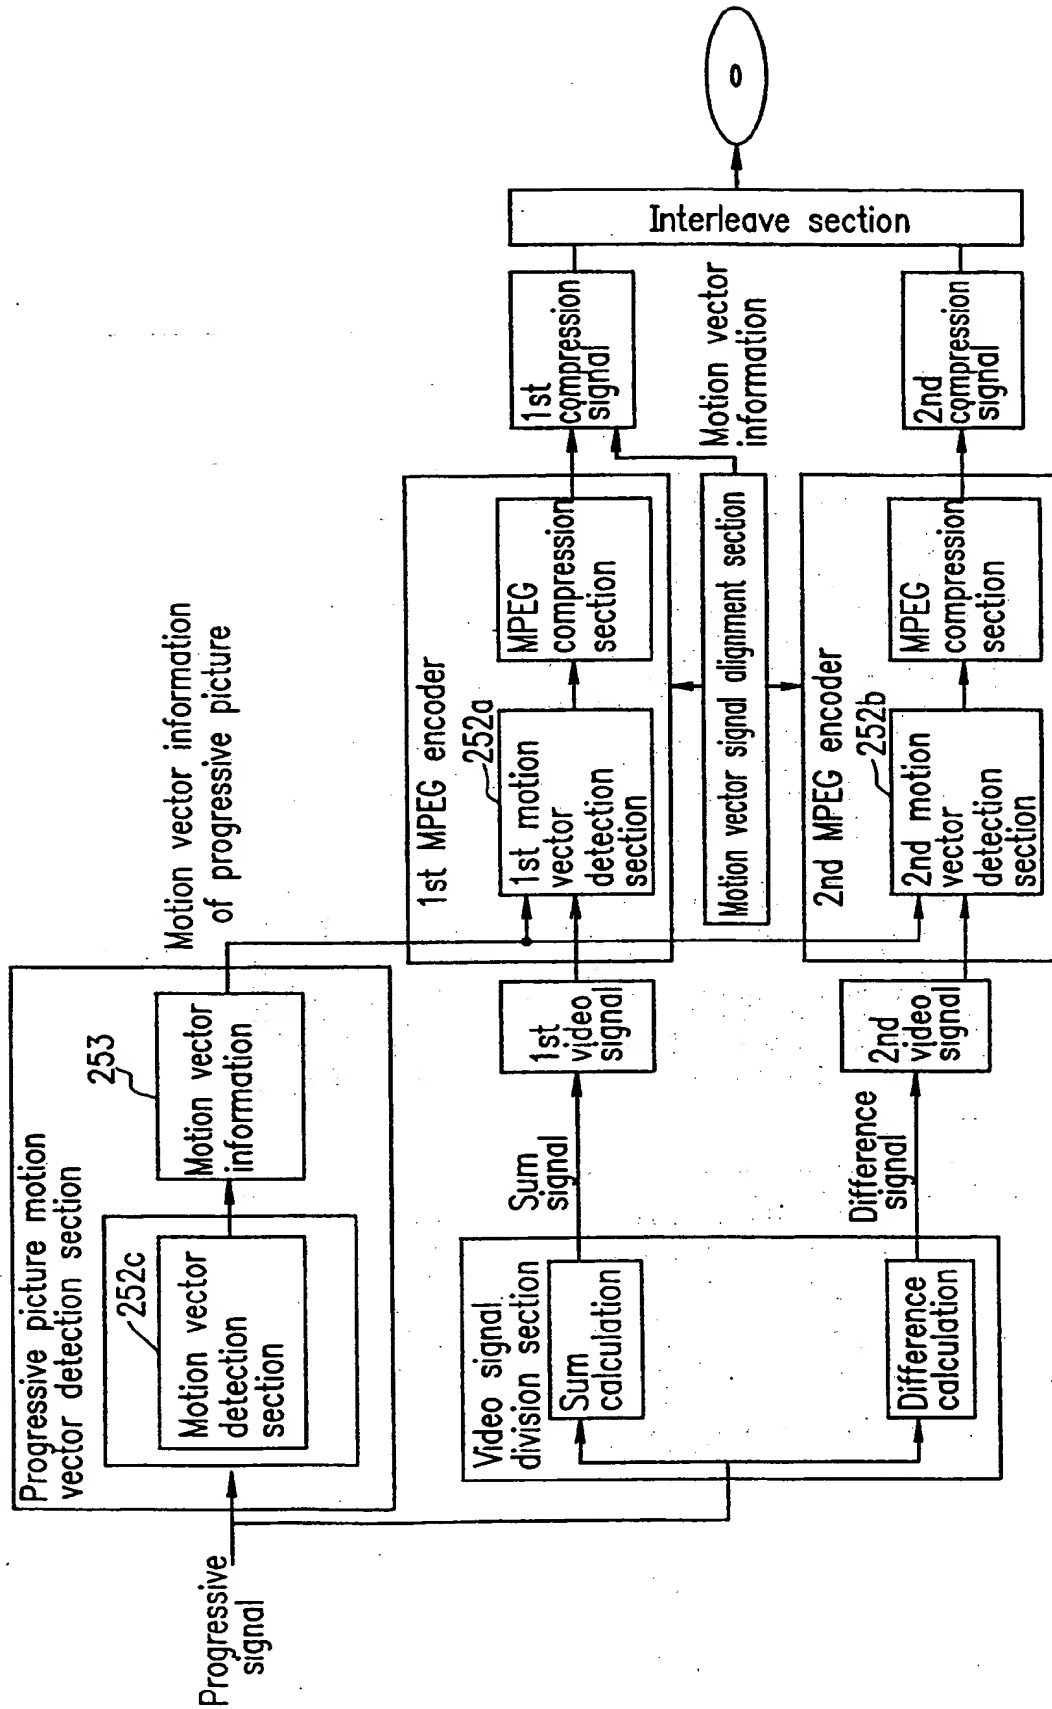 Progressive
signal
Progressive picture motion
vector detection section
252c
Motion vector
detection
section
253
Motion vector
information
Motion vector information
of progressive picture
Video signal
division section
Sum
calculation
Difference
calculation
Sum
signal
Difference
signal
1st
video
signal
2nd
video
signal
1st MPEG encoder
252a
1st motion
vector
detection
section
MPEG
compression
section
Motion vector signal alignment section
2nd MPEG encoder
252b
2nd motion
vector
detection
section
MPEG
compression
section
1st
compression
signal
Motion vector
information
2nd
compression
signal
Interleave section